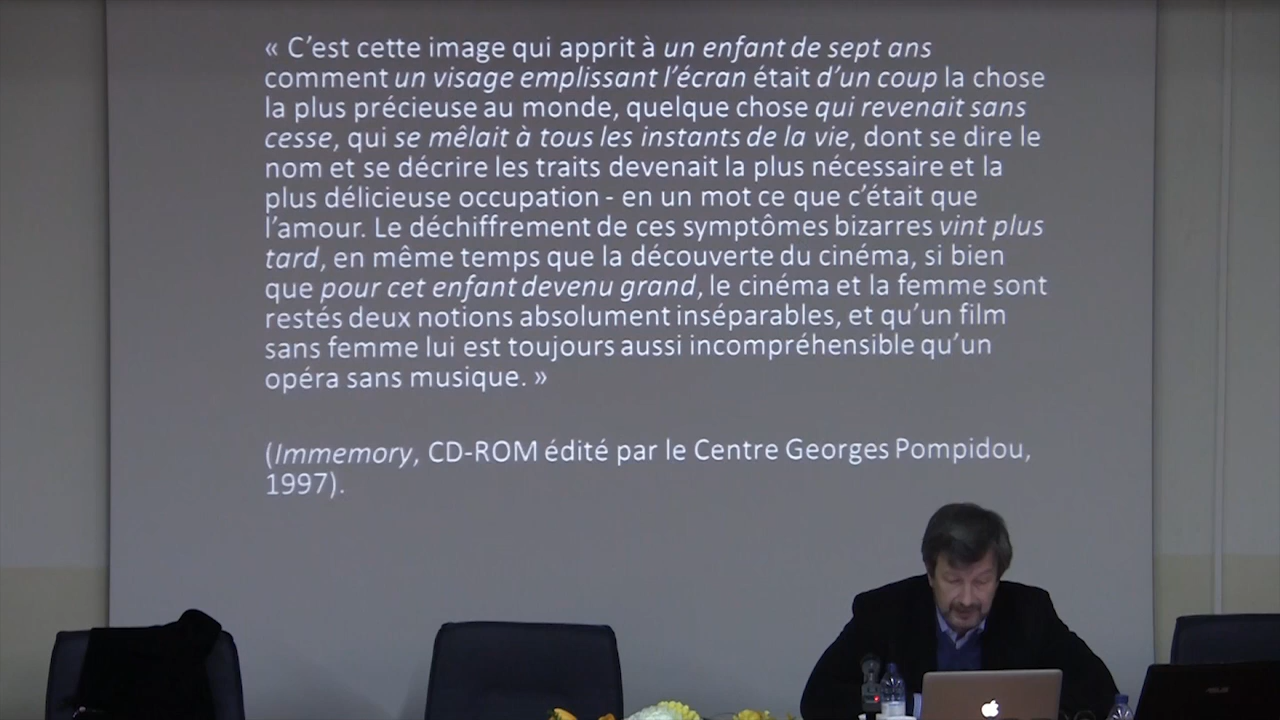 « C’est cette image qui apprit à un enfant de sept ans
comment un visage emplissant l’écran était d’un coup la chose
la plus précieuse au monde, quelque chose qui revenait sans
cesse, qui se mêlait à tous les instants de la vie, dont se dire le
nom et se décrire les traits devenait la plus nécessaire et la
plus délicieuse occupation - en un mot ce que c’était que
l’amour. Le déchiffrement de ces symptômes bizarres vint plus
tard, en même temps que la découverte du cinéma, si bien
que pour cet enfant devenu grand, le cinéma et la femme sont
restés deux notions absolument inséparables, et qu’un film
sans femme lui est toujours aussi incompréhensible qu’un
opéra sans musique. »
(Immemory, CD-ROM édité par le Centre Georges Pompidou,
1997).
ASUS